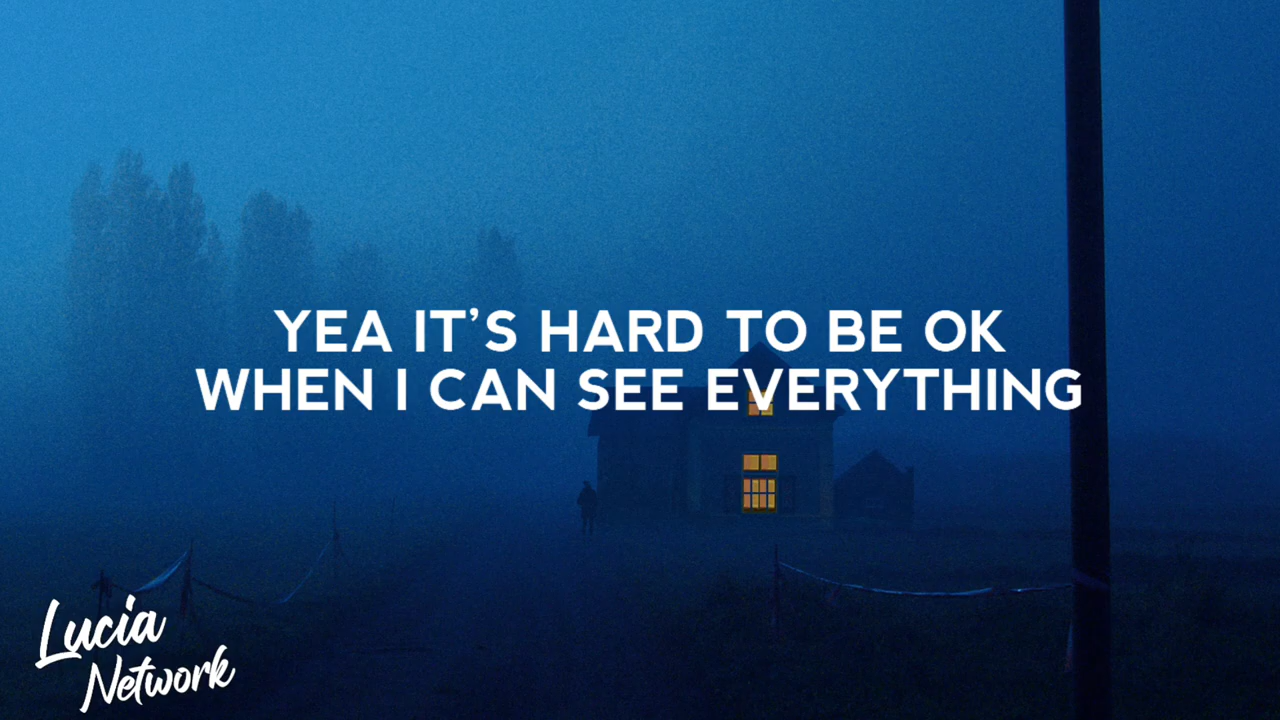 YEA IT'S HARD TO BE OK
WHEN I CAN SEE EVERYTHING
Lucia
Network